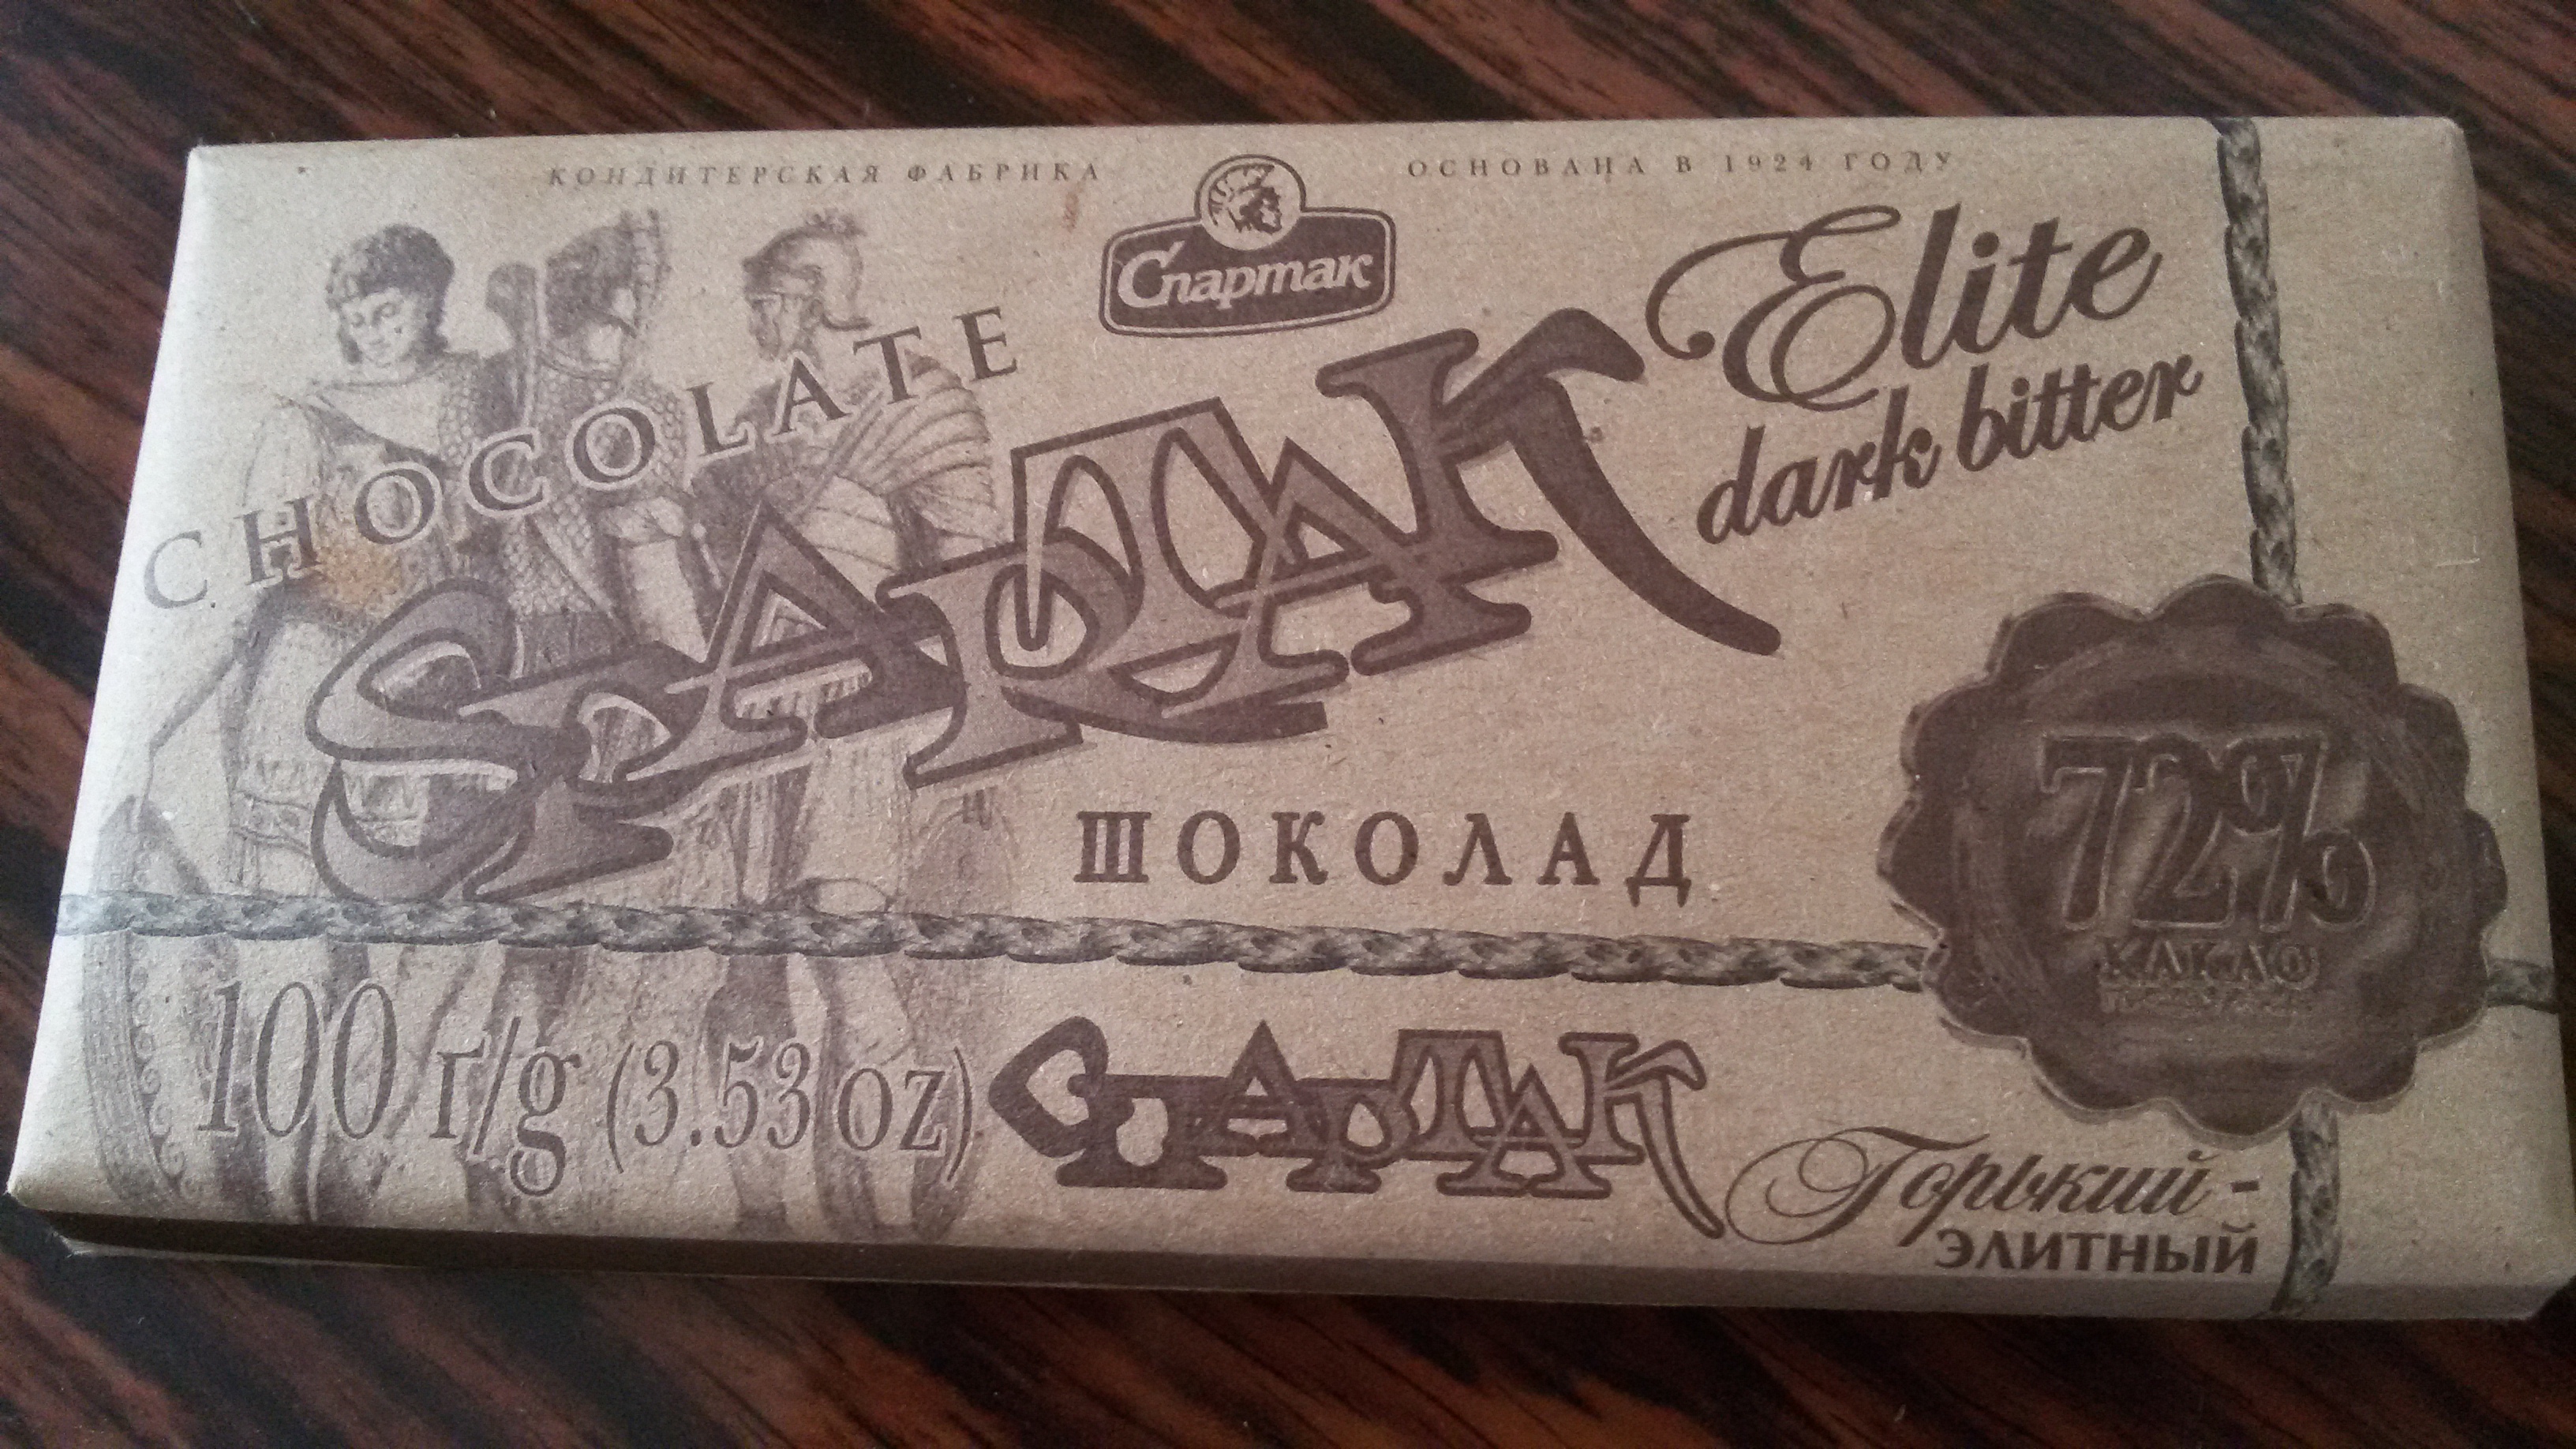 КОНДИТЕРСКАЯ ФАБРИКА
ОСНОВАНА В 1924 ГОДУ
Спартак
CHOCOLATE
SPARTAK
Elite
dark bitter
ШОКОЛАД
72%
КАКАО
100 г/g (3.53 oz)
СПАРТАК
Горький -
ЭЛИТНЫЙ